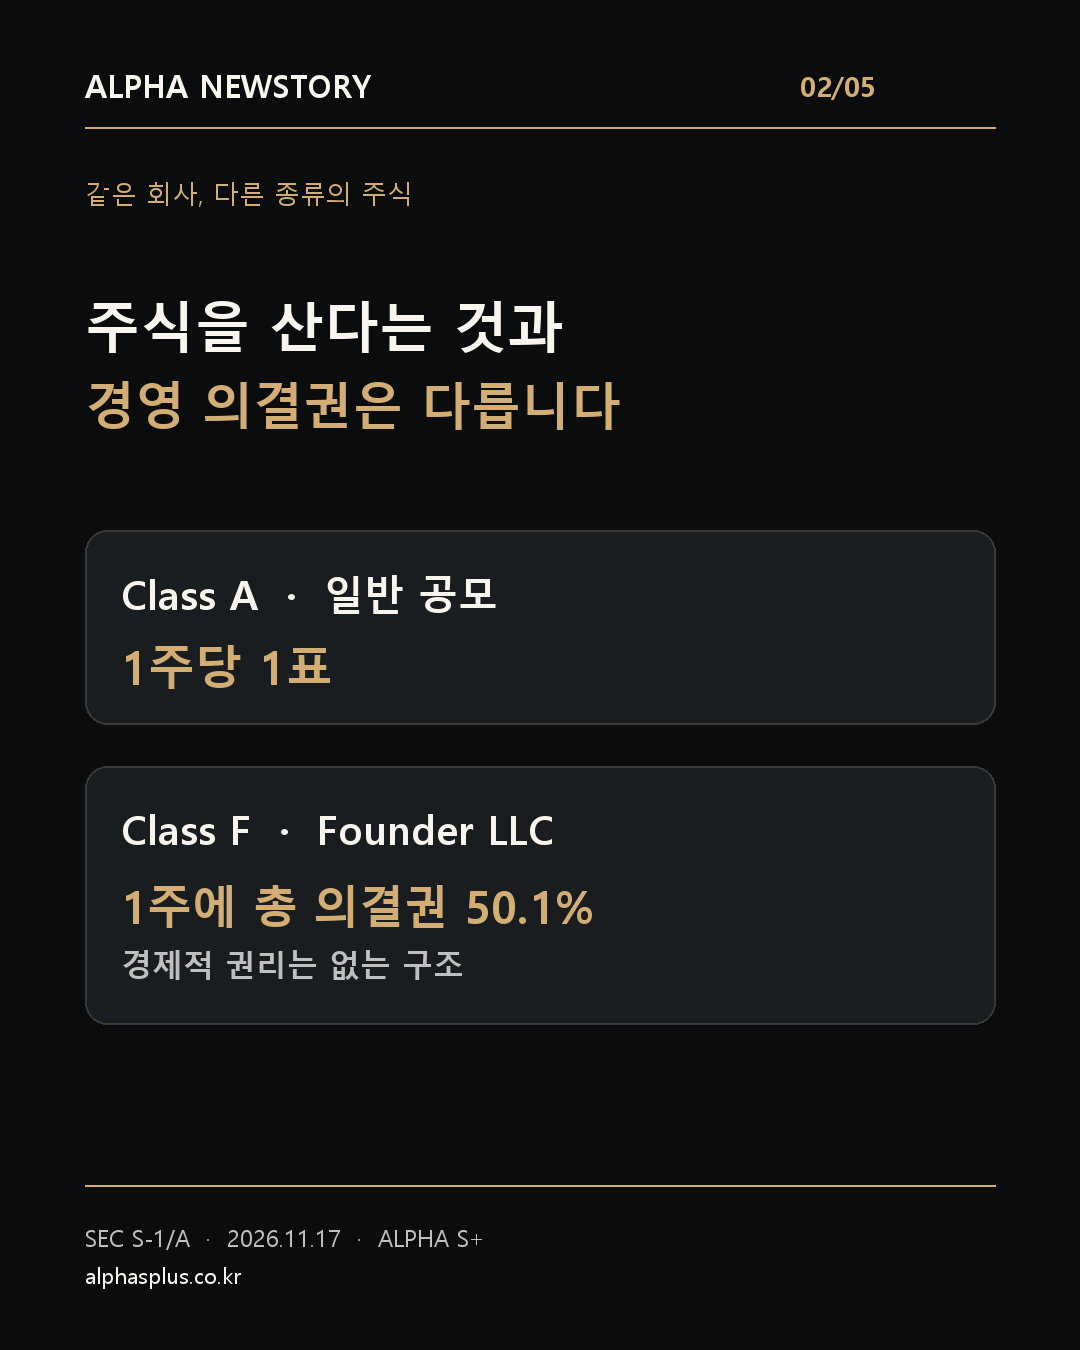 ALPHA NEWSTORY
02/05
같은 회사, 다른 종류의 주식
주식을 산다는 것과
경영 의결권은 다릅니다
Class A · 일반 공모
1주당 1표
Class F · Founder LLC
1주에 총 의결권 50.1%
경제적 권리는 없는 구조
SEC S-1/A · 2026.11.17 · ALPHA S+
alphasplus.co.kr